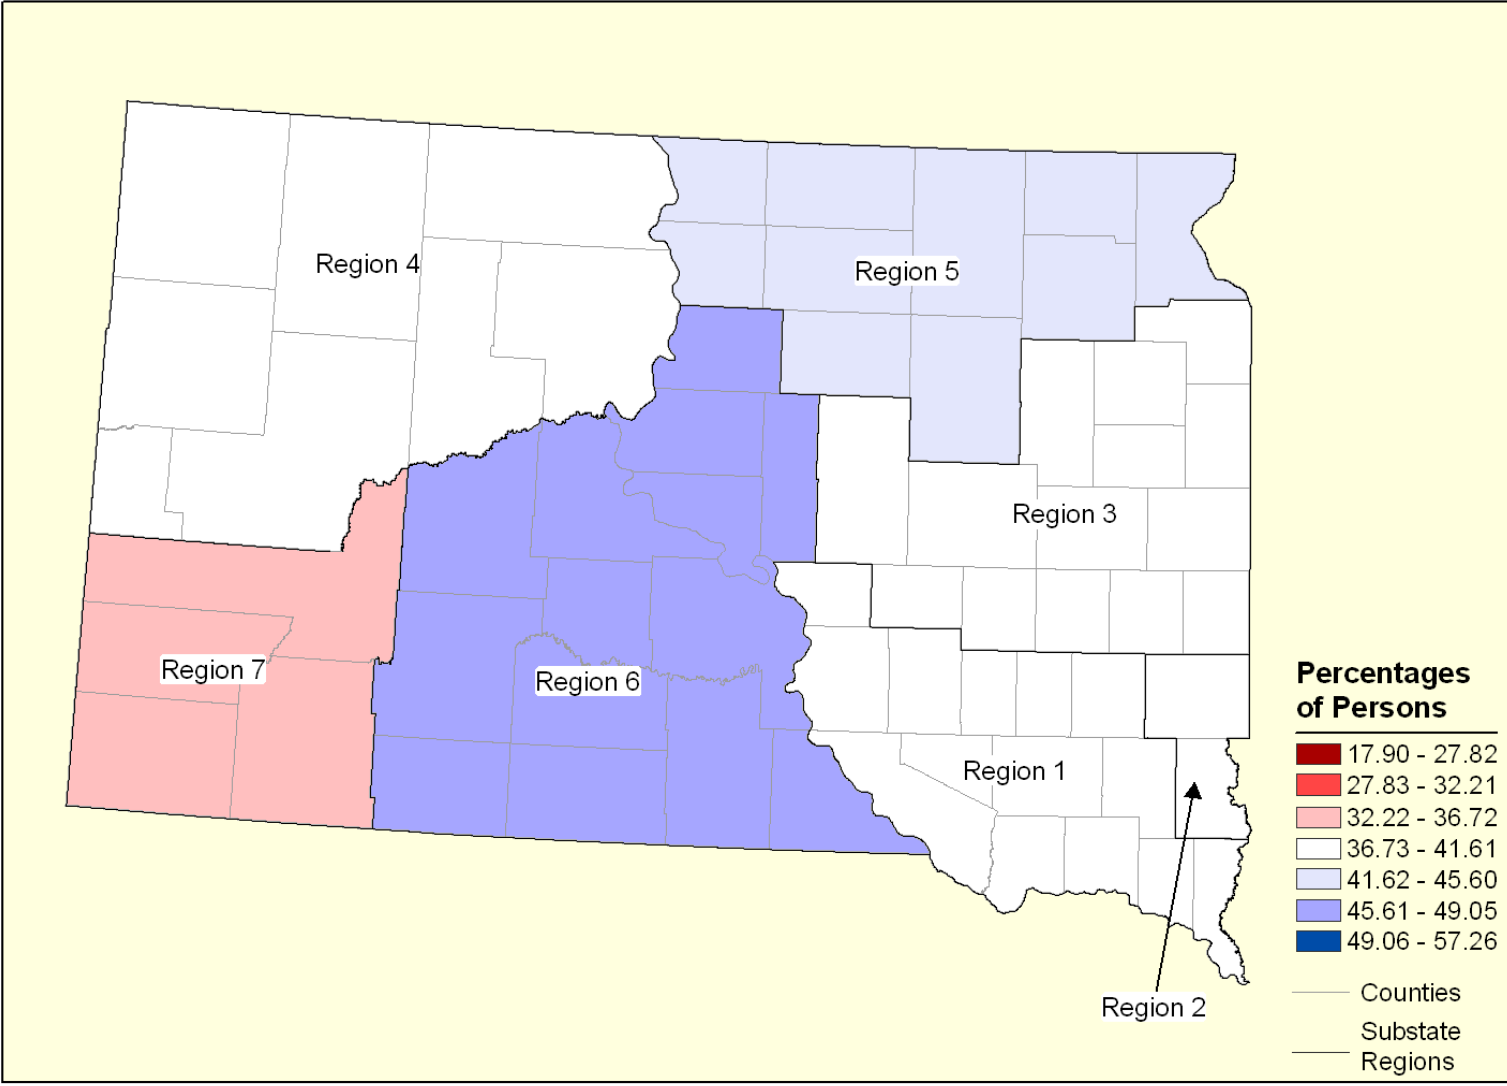 Region 4
Region 5
Region 3
Region 7
Region 6
Region 1
Region 2
Percentages
of Persons
17.90 - 27.82
27.83 - 32.21
32.22 - 36.72
36.73 - 41.61
41.62 - 45.60
45.61 - 49.05
49.06 - 57.26
Counties
Substate
Regions